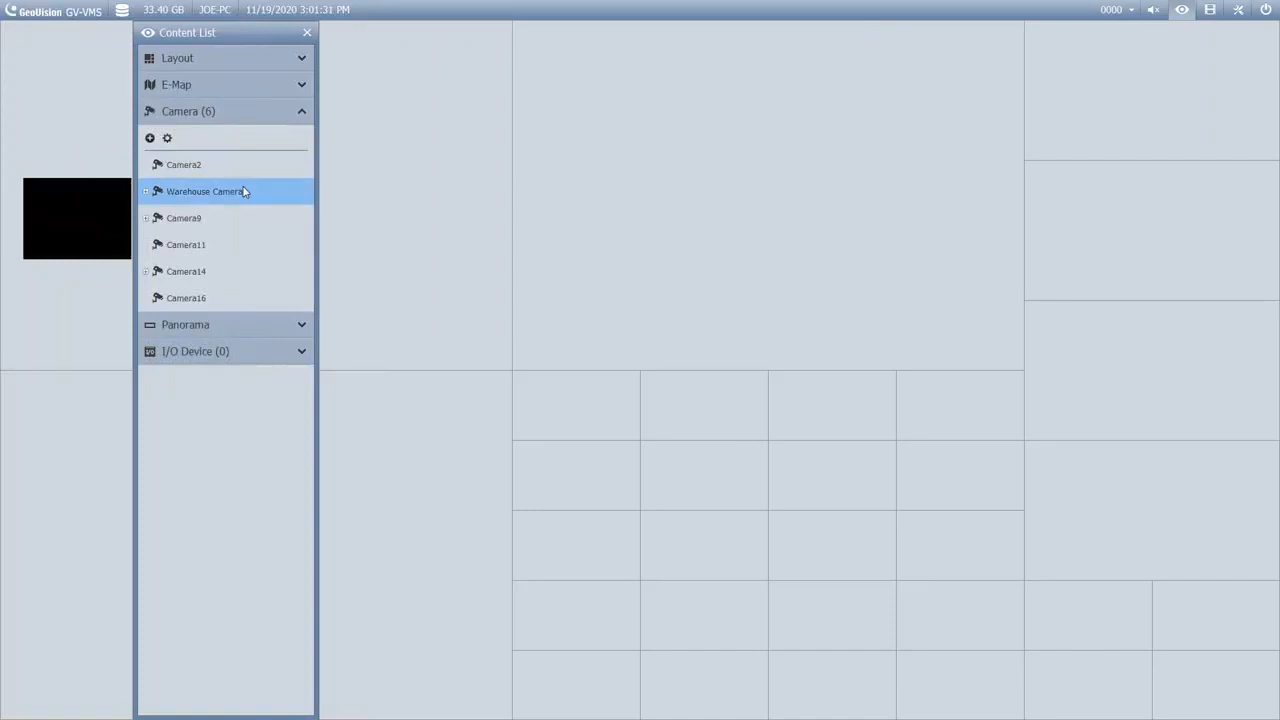 GeoVision GV-VMS 33.40 GB JOE-PC 11/19/2020 3:01:31 PM 0000
Content List
Layout
E-Map
Camera (6)
Camera2
Warehouse Camera
Camera9
Camera11
Camera14
Camera16
Panorama
I/O Device (0)